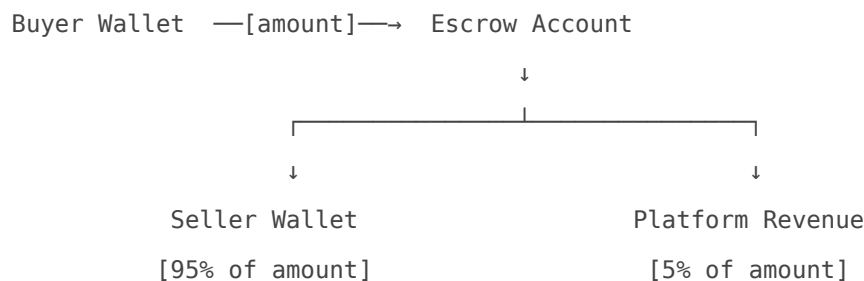 Buyer Wallet ──[amount]──→ Escrow Account
↓
┌──────────────┴──────────────┐
↓ ↓
Seller Wallet Platform Revenue
[95% of amount] [5% of amount]